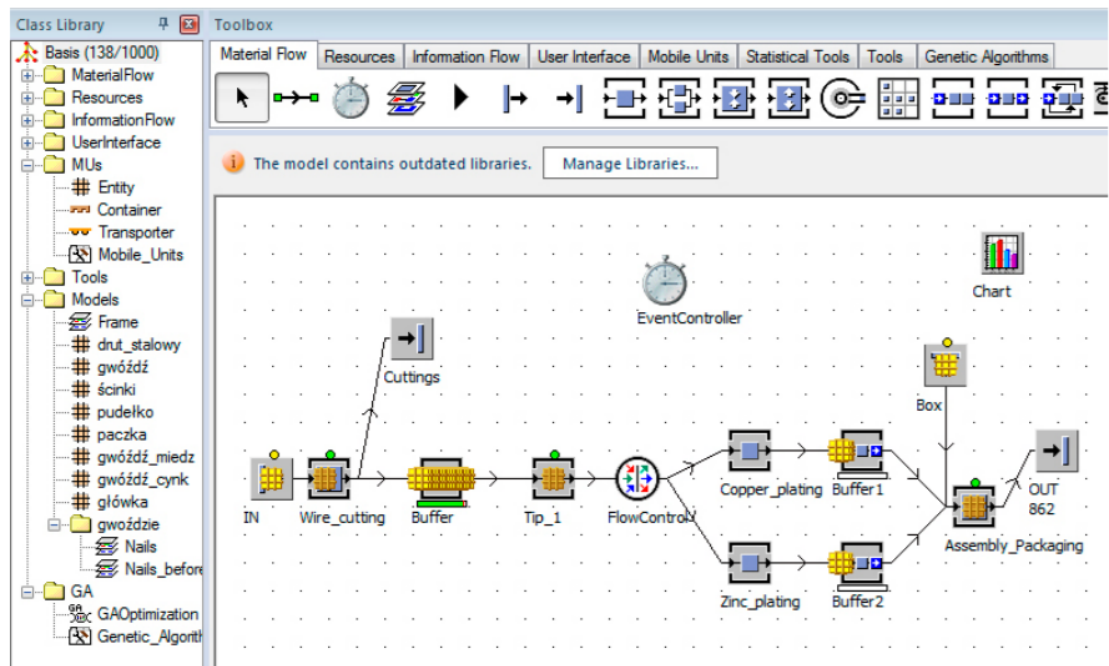 Class Library
Toolbox
Basis (138/1000)
MaterialFlow
Resources
InformationFlow
UserInterface
MUs
Entity
Container
Transporter
Mobile_Units
Tools
Models
Frame
drut_stalowy
gwóźdź
ścinki
pudełko
paczka
gwóźdź_miedz
gwóźdź_cynk
główka
gwoździe
Nails
Nails_before
GA
GAOptimization
Genetic_Algorith
Material Flow Resources Information Flow User Interface Mobile Units Statistical Tools Tools Genetic Algorithms
The model contains outdated libraries. Manage Libraries...
Chart
EventController
Cuttings
Box
IN Wire_cutting Buffer Tip_1 FlowControl
Copper_plating Buffer1
OUT
862
Assembly_Packaging
Zinc_plating Buffer2